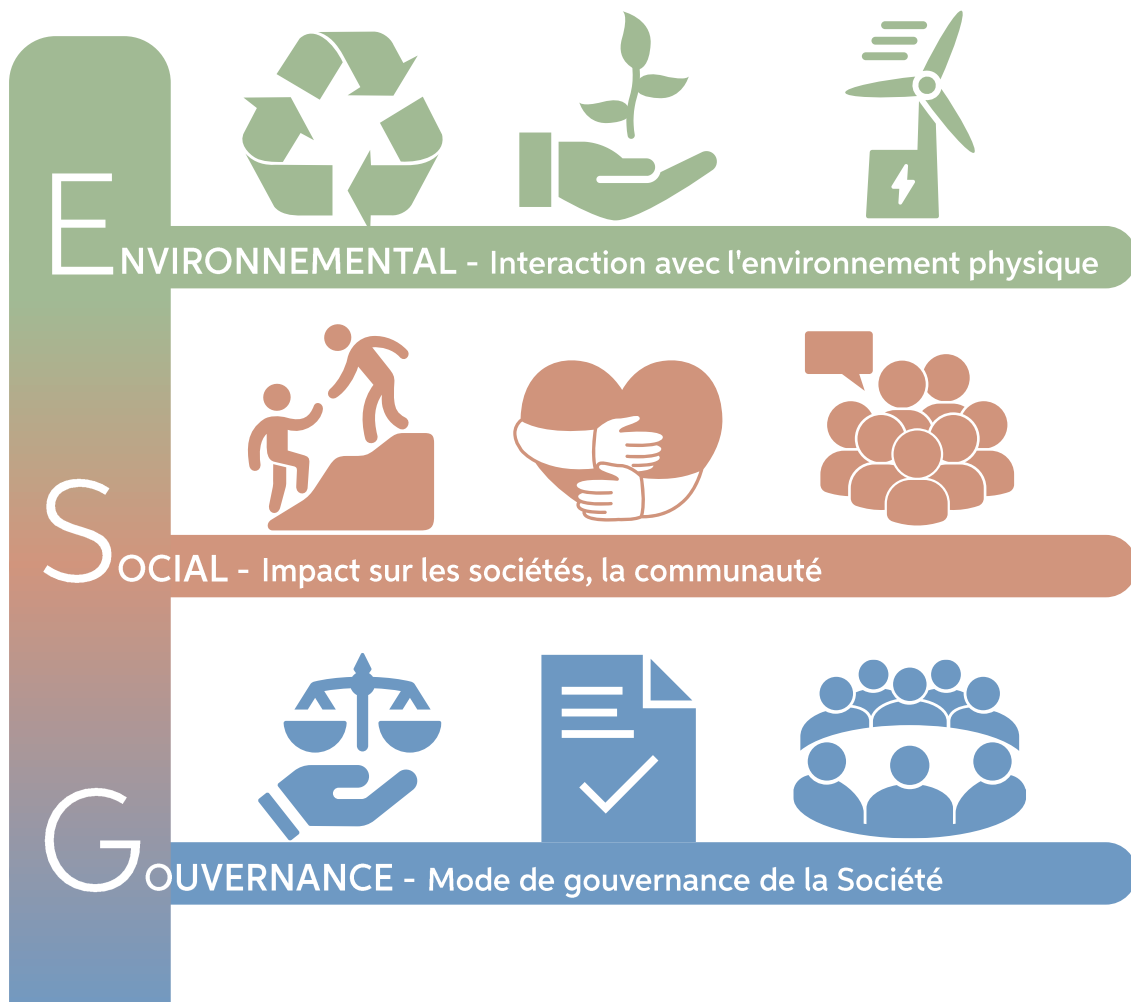 ENVIRONNEMENTAL - Interaction avec l'environnement physique
SOCIAL - Impact sur les sociétés, la communauté
GOUVERNANCE - Mode de gouvernance de la Société